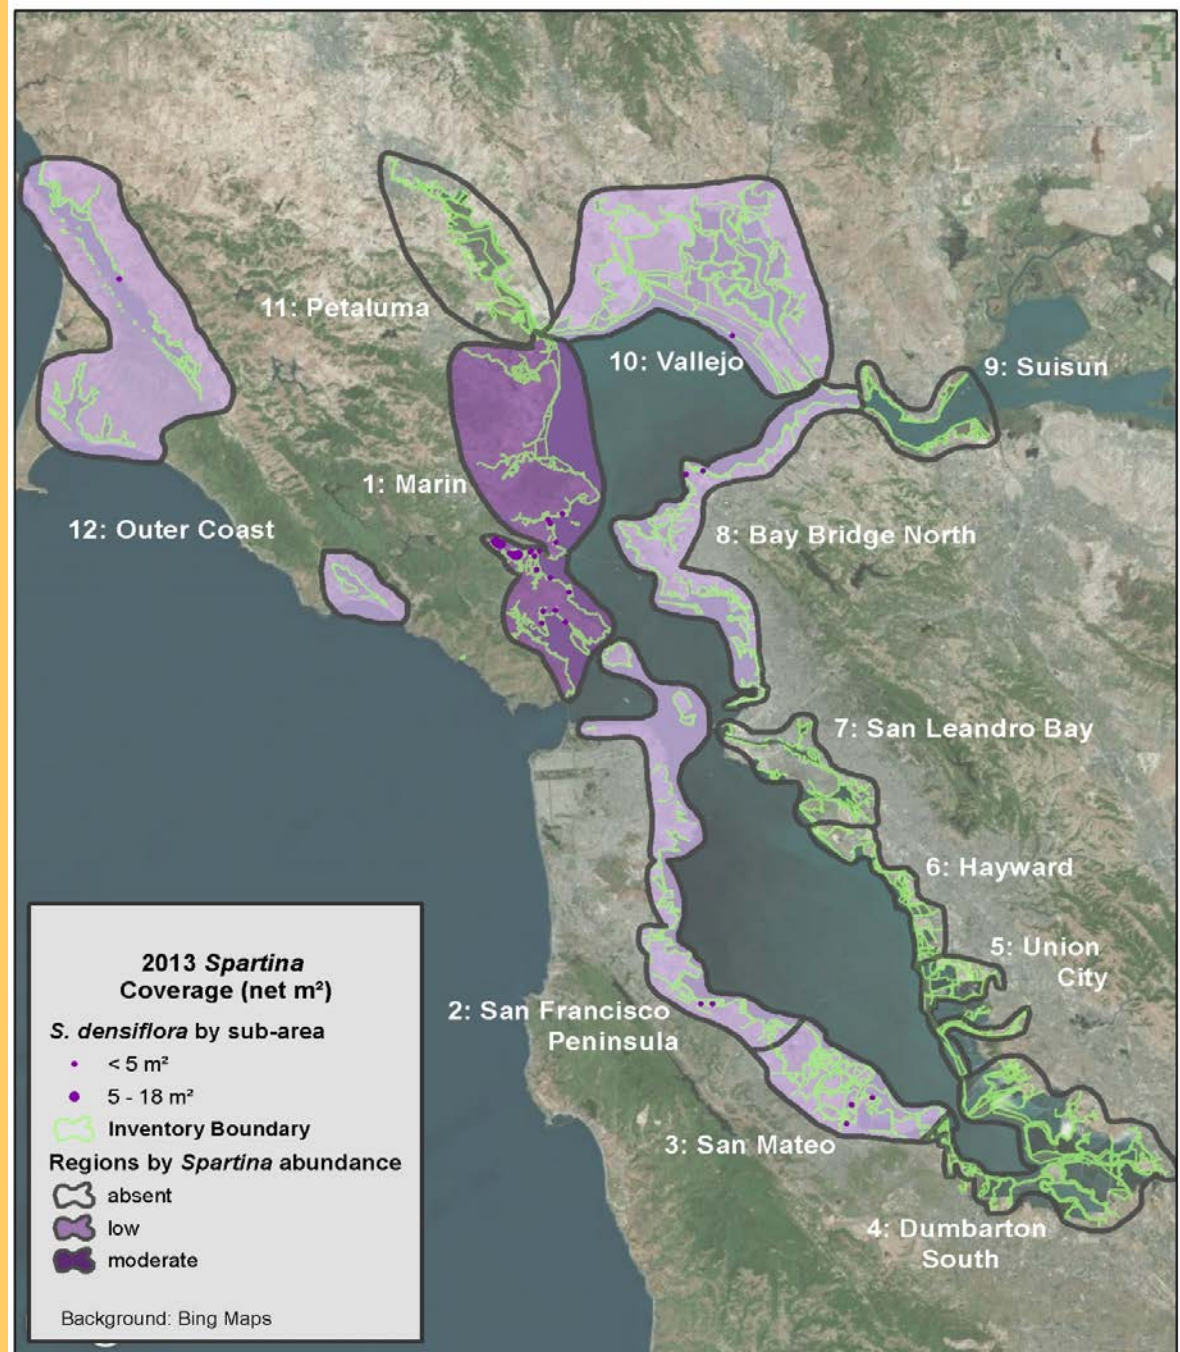 11: Petaluma
10: Vallejo
9: Suisun
1: Marin
12: Outer Coast
8: Bay Bridge North
7: San Leandro Bay
6: Hayward
5: Union
City
2: San Francisco
Peninsula
3: San Mateo
4: Dumbarton
South
2013 Spartina
Coverage (net m²)
S. densiflora by sub-area
< 5 m²
5 - 18 m²
Inventory Boundary
Regions by Spartina abundance
absent
low
moderate
Background: Bing Maps